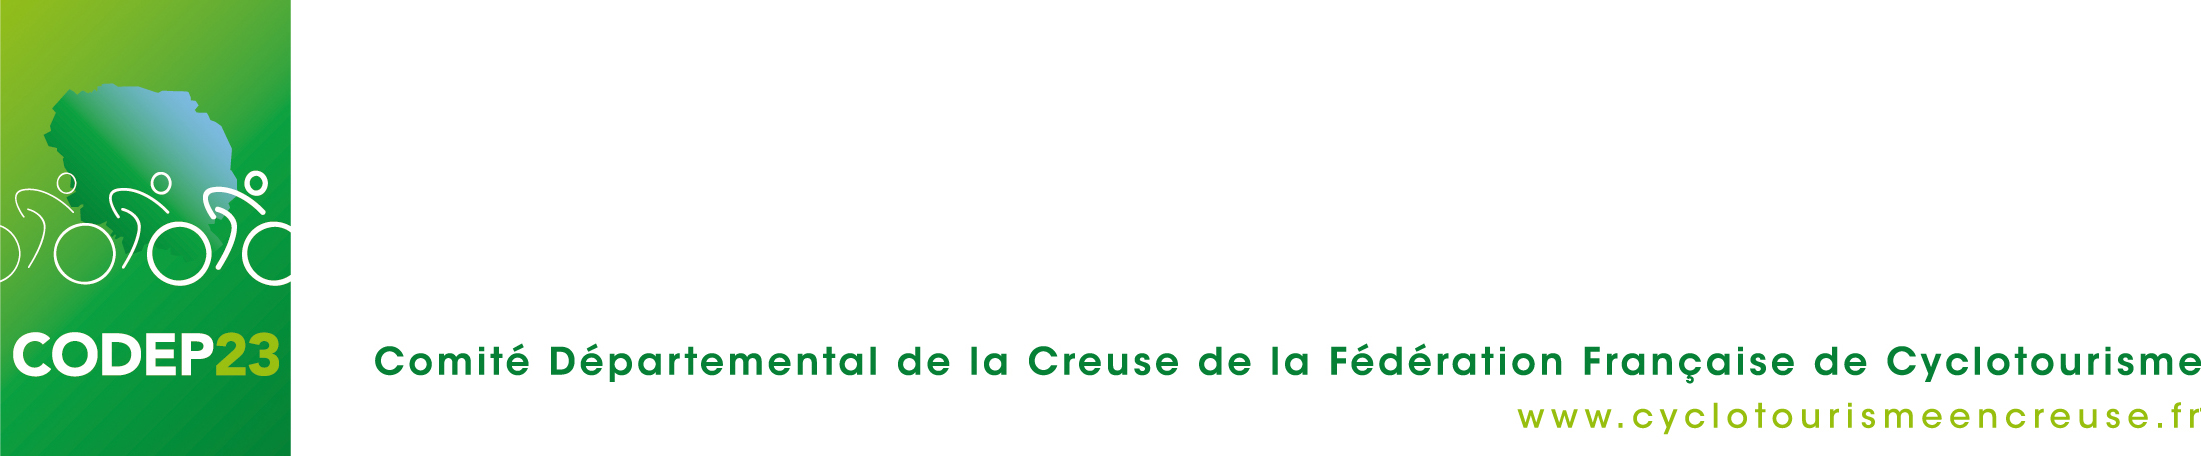 CODEP23
Comité Départemental de la Creuse de la Fédération Française de Cyclotourisme
www.cyclotourismeencreuse.fr